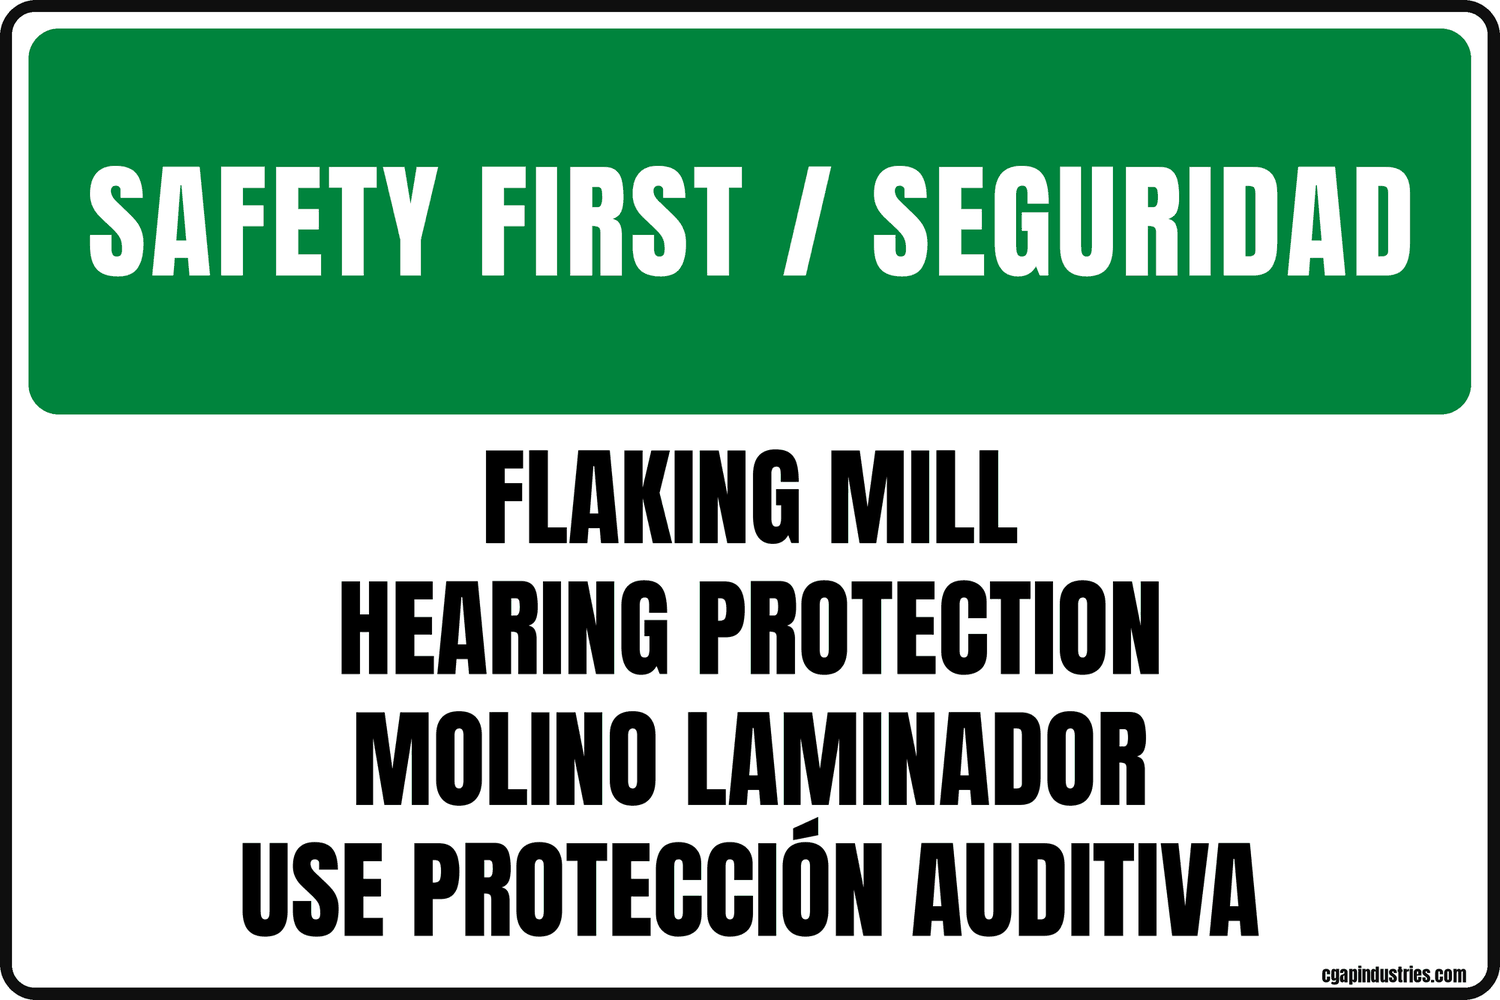 SAFETY FIRST / SEGURIDAD
FLAKING MILL
HEARING PROTECTION
MOLINO LAMINADOR
USE PROTECCIÓN AUDITIVA
cgapindustries.com